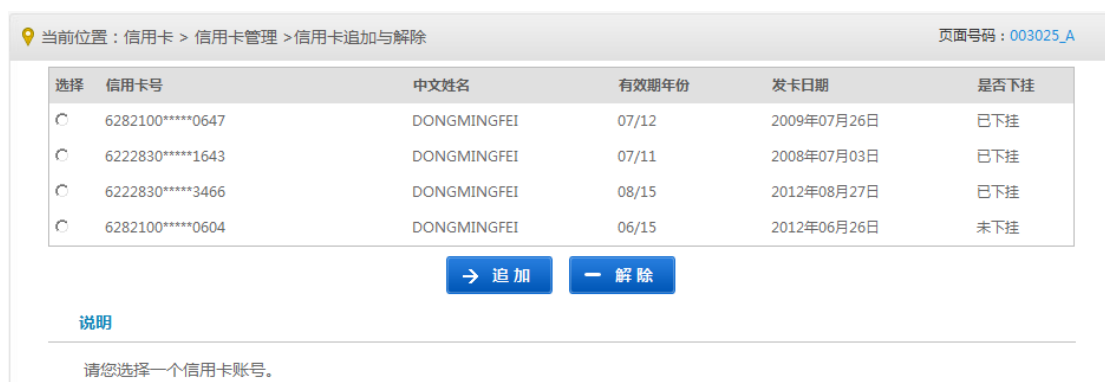 当前位置：信用卡 > 信用卡管理 >信用卡追加与解除 页面号码：003025_A
选择 信用卡号 中文姓名 有效期年份 发卡日期 是否下挂
6282100*****0647 DONGMINGFEI 07/12 2009年07月26日 已下挂
6222830*****1643 DONGMINGFEI 07/11 2008年07月03日 已下挂
6222830*****3466 DONGMINGFEI 08/15 2012年08月27日 已下挂
6282100*****0604 DONGMINGFEI 06/15 2012年06月26日 未下挂
追加 解除
说明
请您选择一个信用卡账号。